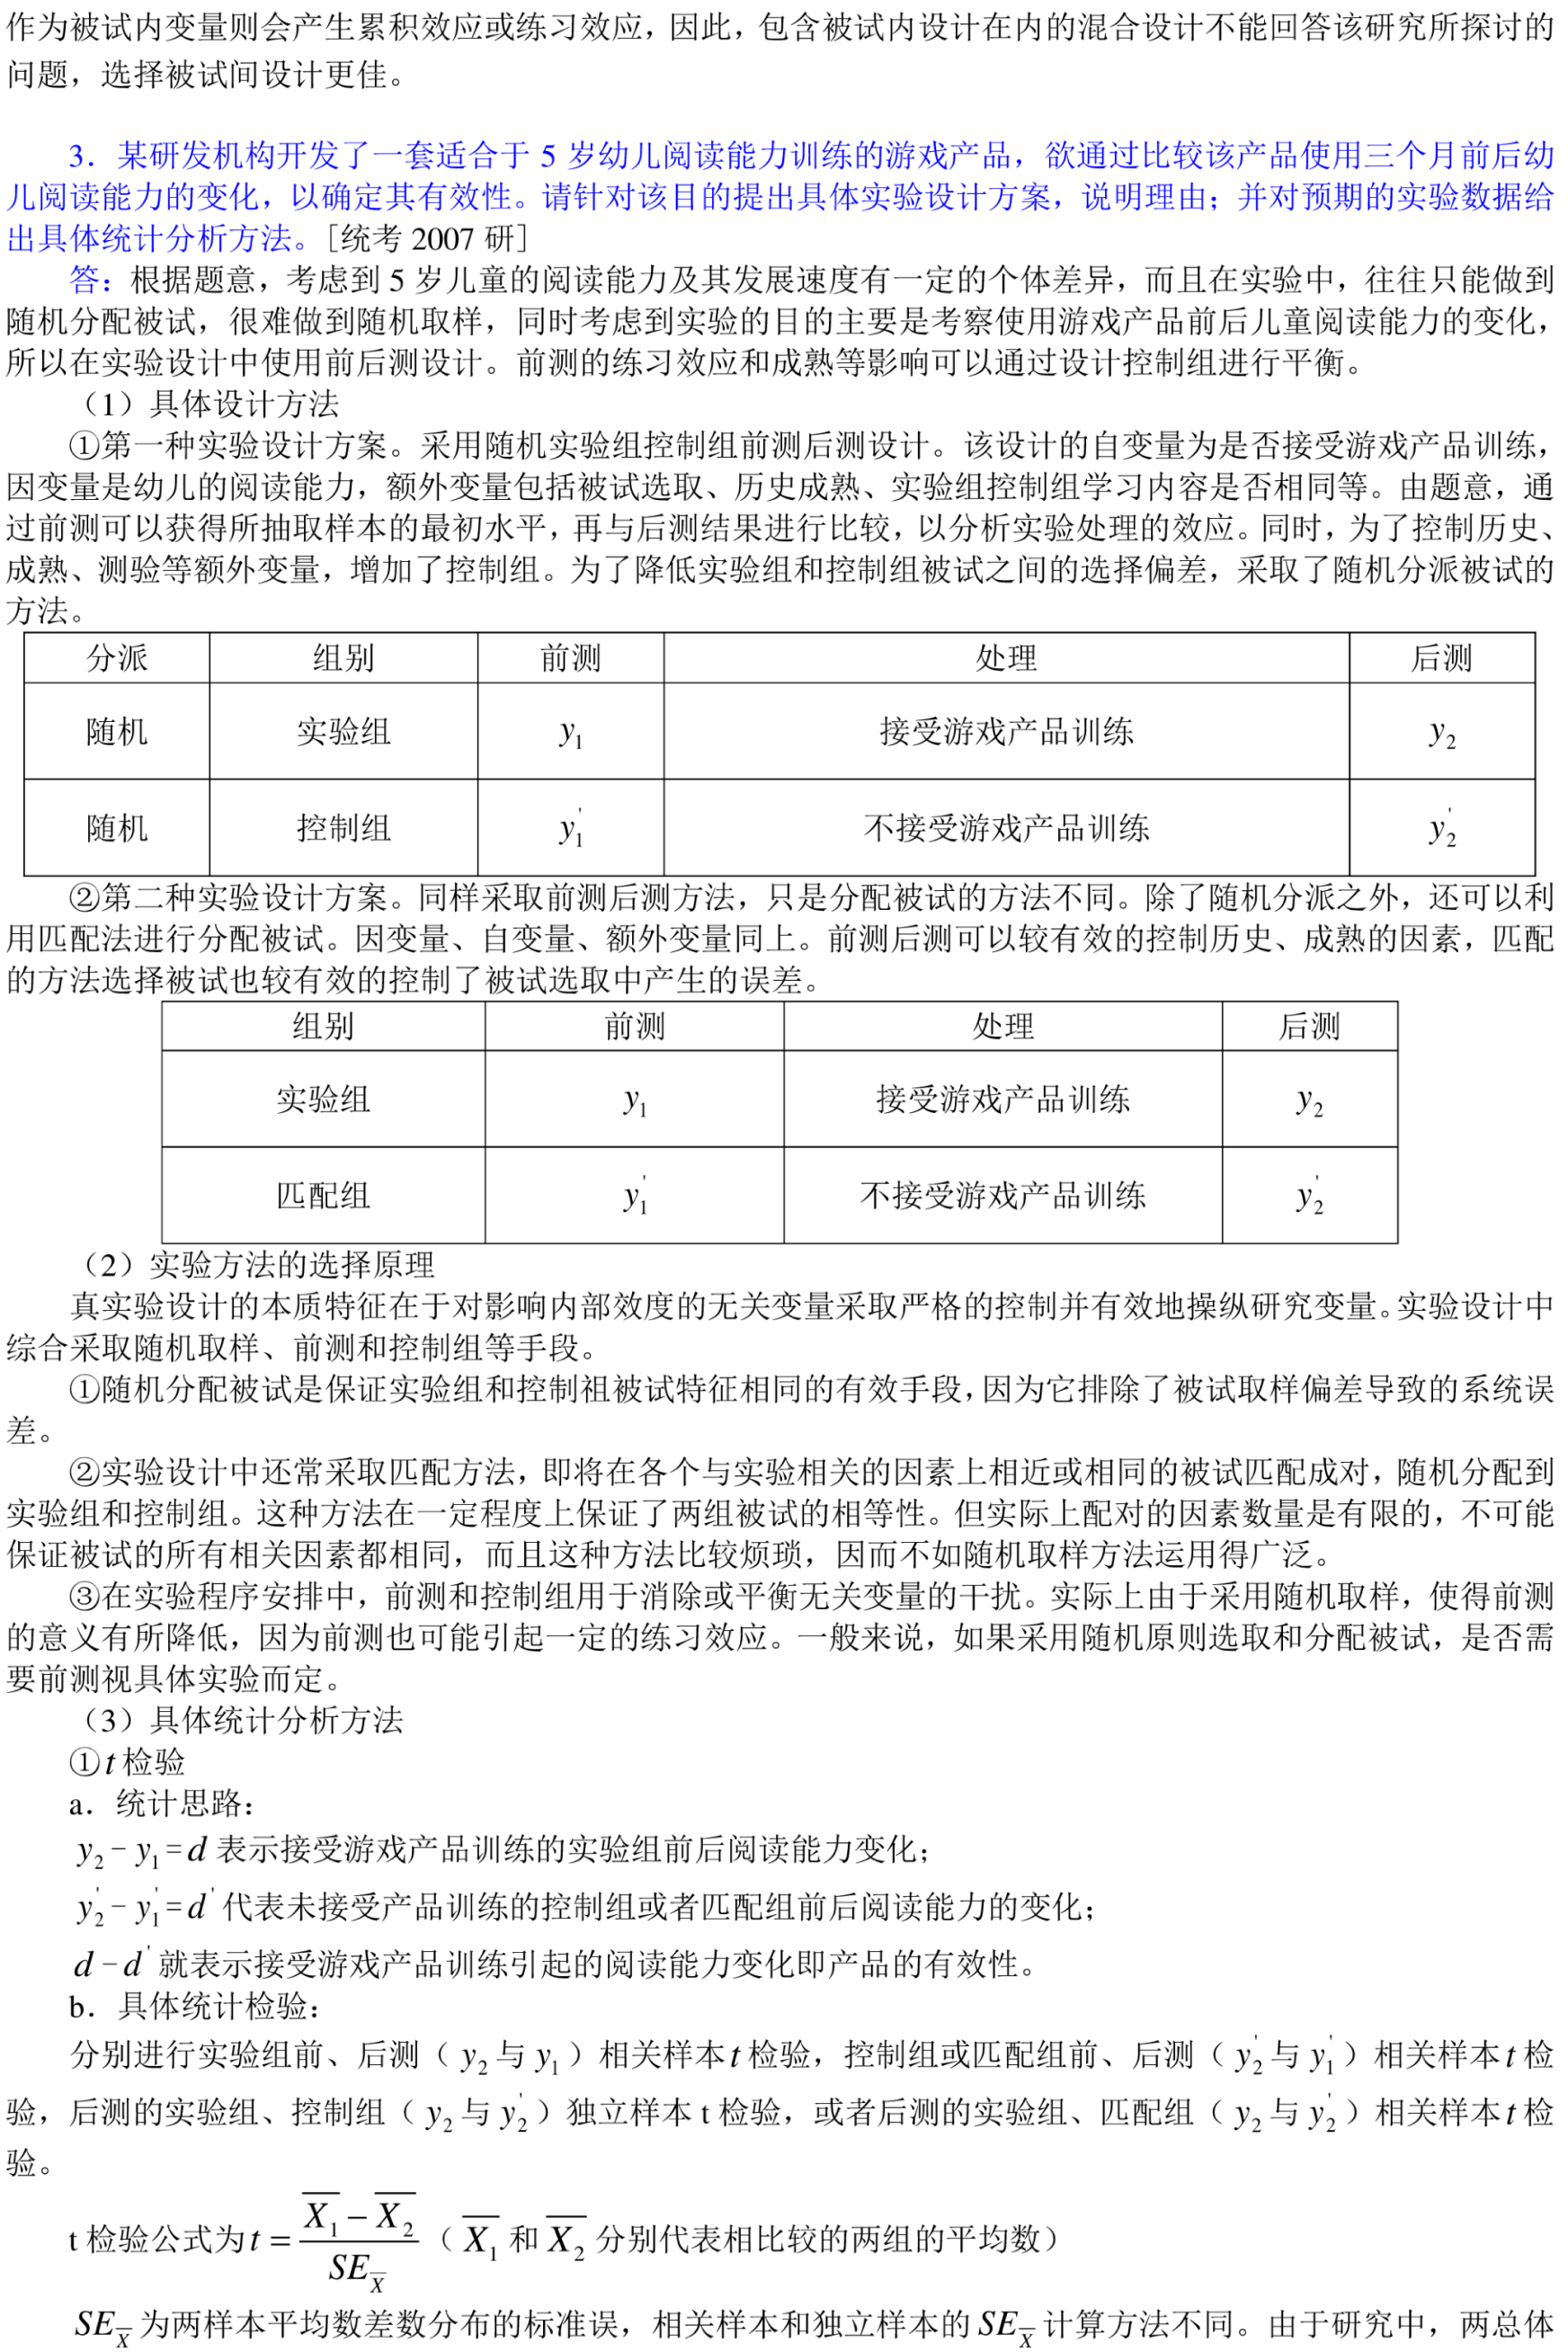 作为被试内变量则会产生累积效应或练习效应，因此，包含被试内设计在内的混合设计不能回答该研究所探讨的
问题，选择被试间设计更佳。
3．某研发机构开发了一套适合于 5 岁幼儿阅读能力训练的游戏产品，欲通过比较该产品使用三个月前后幼
儿阅读能力的变化，以确定其有效性。请针对该目的提出具体实验设计方案，说明理由；并对预期的实验数据给
出具体统计分析方法。[统考 2007 研]
答：根据题意，考虑到 5 岁儿童的阅读能力及其发展速度有一定的个体差异，而且在实验中，往往只能做到
随机分配被试，很难做到随机取样，同时考虑到实验的目的主要是考察使用游戏产品前后儿童阅读能力的变化，
所以在实验设计中使用前后测设计。前测的练习效应和成熟等影响可以通过设计控制组进行平衡。
（1）具体设计方法
①第一种实验设计方案。采用随机实验组控制组前测后测设计。该设计的自变量为是否接受游戏产品训练，
因变量是幼儿的阅读能力，额外变量包括被试选取、历史成熟、实验组控制组学习内容是否相同等。由题意，通
过前测可以获得所抽取样本的最初水平，再与后测结果进行比较，以分析实验处理的效应。同时，为了控制历史、
成熟、测验等额外变量，增加了控制组。为了降低实验组和控制组被试之间的选择偏差，采取了随机分派被试的
方法。
分派 组别 前测 处理 后测
随机 实验组 y₁ 接受游戏产品训练 y₂
随机 控制组 y₁' 不接受游戏产品训练 y₂'
②第二种实验设计方案。同样采取前测后测方法，只是分配被试的方法不同。除了随机分派之外，还可以利
用匹配法进行分配被试。因变量、自变量、额外变量同上。前测后测可以较有效的控制历史、成熟的因素，匹配
的方法选择被试也较有效的控制了被试选取中产生的误差。
组别 前测 处理 后测
实验组 y₁ 接受游戏产品训练 y₂
匹配组 y₁' 不接受游戏产品训练 y₂'
（2）实验方法的选择原理
真实验设计的本质特征在于对影响内部效度的无关变量采取严格的控制并有效地操纵研究变量。实验设计中
综合采取随机取样、前测和控制组等手段。
①随机分配被试是保证实验组和控制祖被试特征相同的有效手段，因为它排除了被试取样偏差导致的系统误
差。
②实验设计中还常采取匹配方法，即将在各个与实验相关的因素上相近或相同的被试匹配成对，随机分配到
实验组和控制组。这种方法在一定程度上保证了两组被试的相等性。但实际上配对的因素数量是有限的，不可能
保证被试的所有相关因素都相同，而且这种方法比较烦琐，因而不如随机取样方法运用得广泛。
③在实验程序安排中，前测和控制组用于消除或平衡无关变量的干扰。实际上由于采用随机取样，使得前测
的意义有所降低，因为前测也可能引起一定的练习效应。一般来说，如果采用随机原则选取和分配被试，是否需
要前测视具体实验而定。
（3）具体统计分析方法
①t 检验
a．统计思路：
y₂－y₁=d 表示接受游戏产品训练的实验组前后阅读能力变化；
y₂'－y₁'=d' 代表未接受产品训练的控制组或者匹配组前后阅读能力的变化；
d－d' 就表示接受游戏产品训练引起的阅读能力变化即产品的有效性。
b．具体统计检验：
分别进行实验组前、后测（ y₂ 与 y₁ ）相关样本 t 检验，控制组或匹配组前、后测（ y₂' 与 y₁' ）相关样本 t 检
验，后测的实验组、控制组（ y₂ 与 y₂' ）独立样本 t 检验，或者后测的实验组、匹配组（ y₂ 与 y₂' ）相关样本 t 检
验。
t 检验公式为 t = (X̅₁ − X̅₂) / SE_X̅ （ X̅₁ 和 X̅₂ 分别代表相比较的两组的平均数）
SE_X̅ 为两样本平均数差数分布的标准误，相关样本和独立样本的 SE_X̅ 计算方法不同。由于研究中，两总体